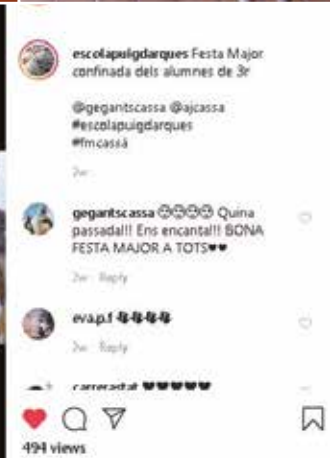 escolapuigdarques Festa Major
confinada dels alumnes de 3r
@gegantscassa @ajcassa
#escolapuigdarques
#fmcassà
2w
gegantscassa 😍😍😍😍 Quina
passada!!! Ens encanta!!! BONA
FESTA MAJOR A TOTS♥♥
2w Reply
eva.p.f 👏👏👏👏
2w Reply
carrerastat ♥♥♥♥♥
494 views